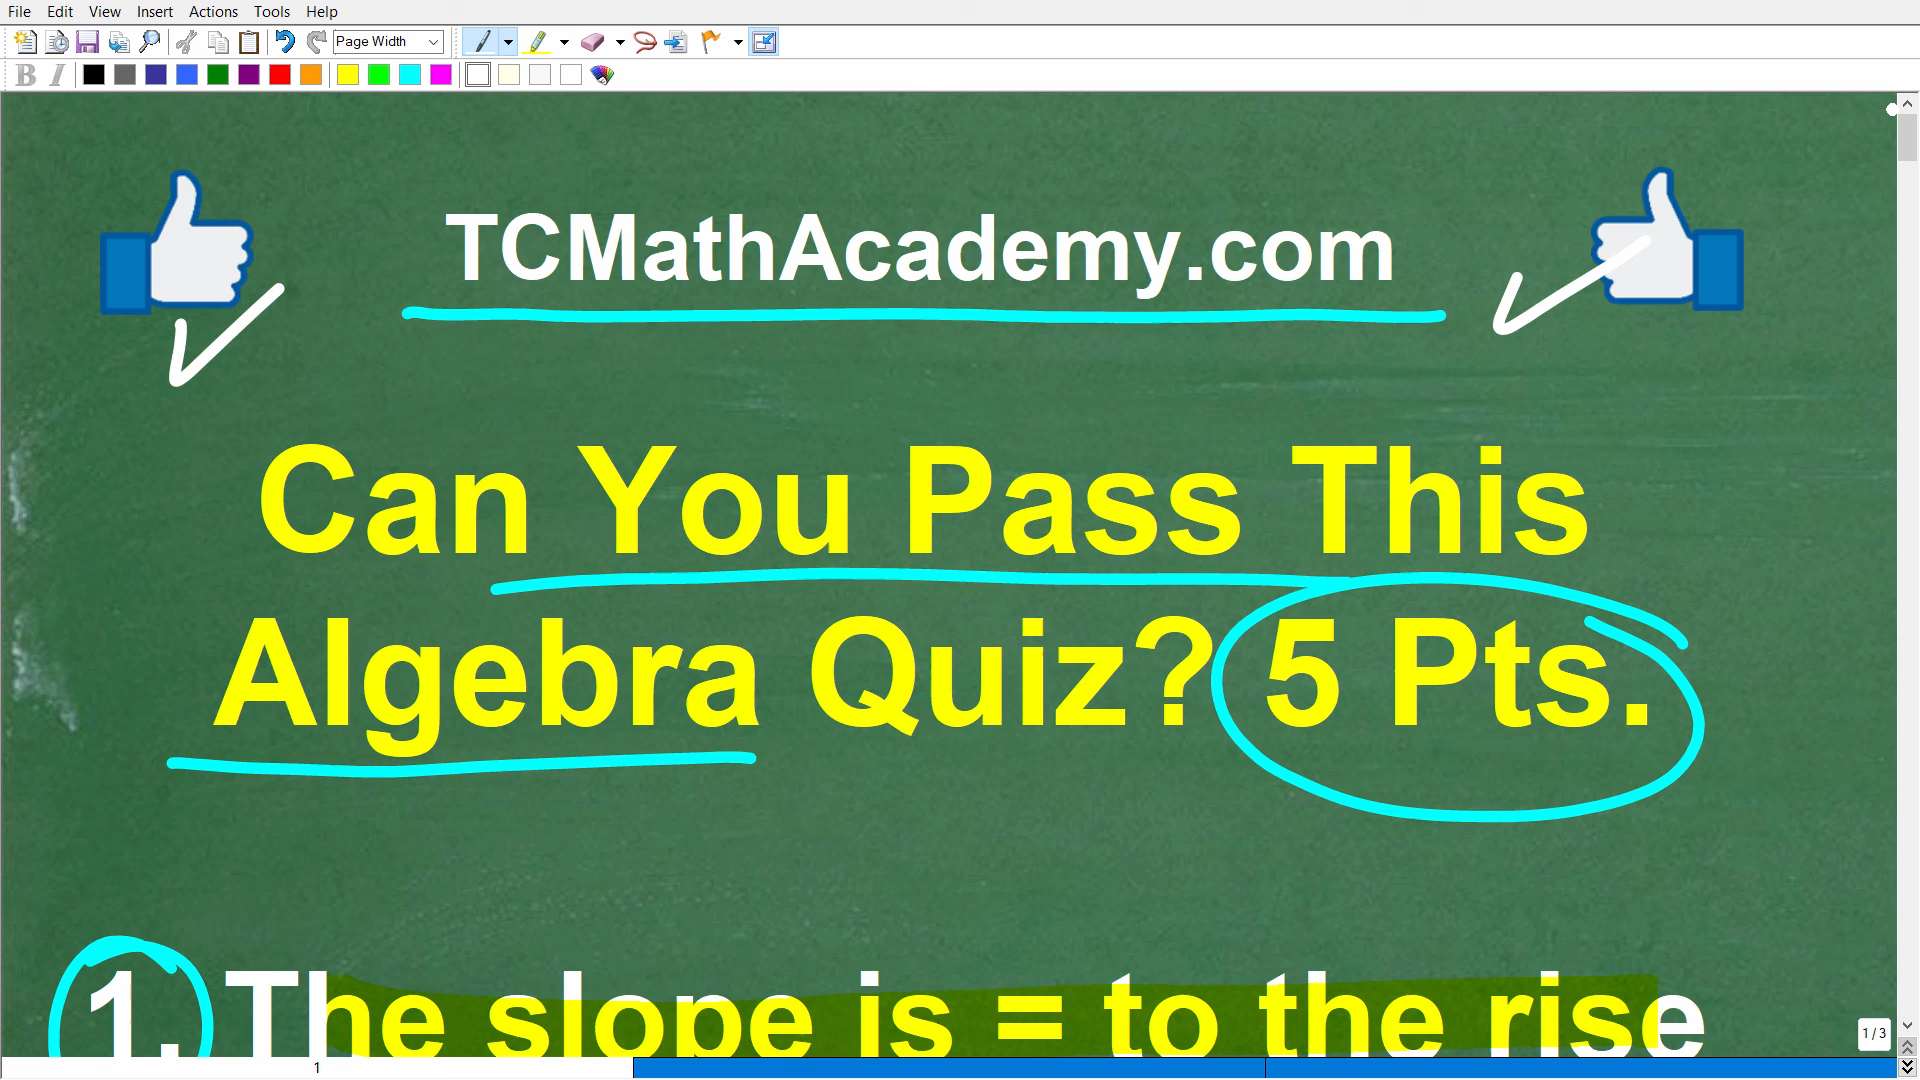 File Edit View Insert Actions Tools Help
Page Width
B I
TCMathAcademy.com
Can You Pass This
Algebra Quiz? 5 Pts.
1. The slope is = to the rise
1 / 3
1